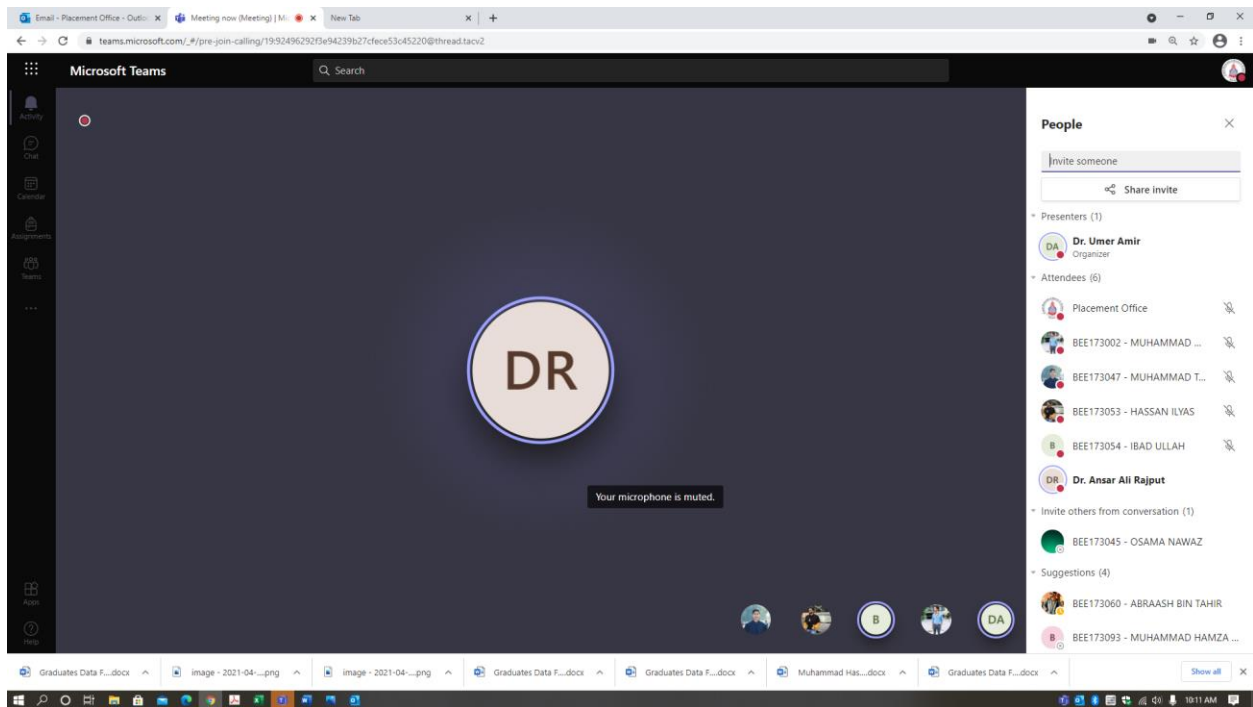 Email - Placement Office - Outlo
Meeting now (Meeting) | Mi
New Tab
teams.microsoft.com/_#/pre-join-calling/19:92496292f3e94239b27cfece53c45220@thread.tacv2
Microsoft Teams
Search
Activity
Chat
Calendar
Assignments
Teams
Apps
Help
DR
Your microphone is muted.
B
DA
People
Invite someone
Share invite
Presenters (1)
DA
Dr. Umer Amir
Organizer
Attendees (6)
Placement Office
BEE173002 - MUHAMMAD ...
BEE173047 - MUHAMMAD T...
BEE173053 - HASSAN ILYAS
B BEE173054 - IBAD ULLAH
DR Dr. Ansar Ali Rajput
Invite others from conversation (1)
BEE173045 - OSAMA NAWAZ
Suggestions (4)
BEE173060 - ABRAASH BIN TAHIR
B BEE173093 - MUHAMMAD HAMZA ...
Graduates Data F....docx
image - 2021-04-....png
image - 2021-04-....png
Graduates Data F....docx
Graduates Data F....docx
Muhammad Has....docx
Graduates Data F....docx
Show all
10:11 AM